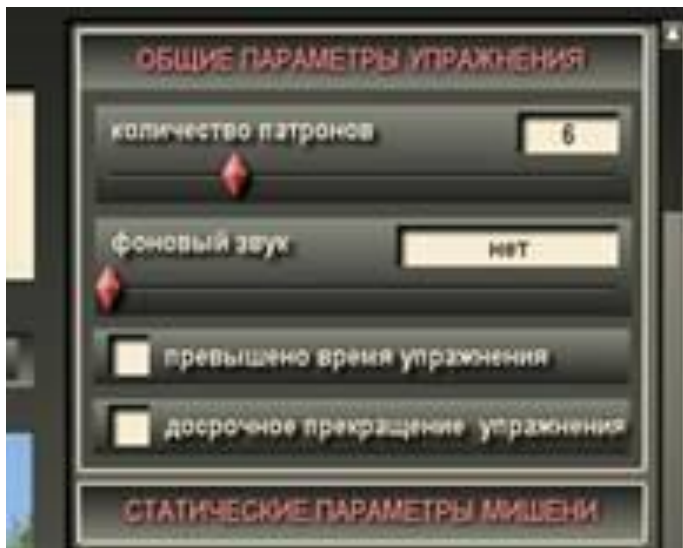 ОБЩИЕ ПАРАМЕТРЫ УПРАЖНЕНИЯ
количество патронов 6
фоновый звук нет
превышено время упражнения
досрочное прекращение упражнения
СТАТИЧЕСКИЕ ПАРАМЕТРЫ МИШЕНИ